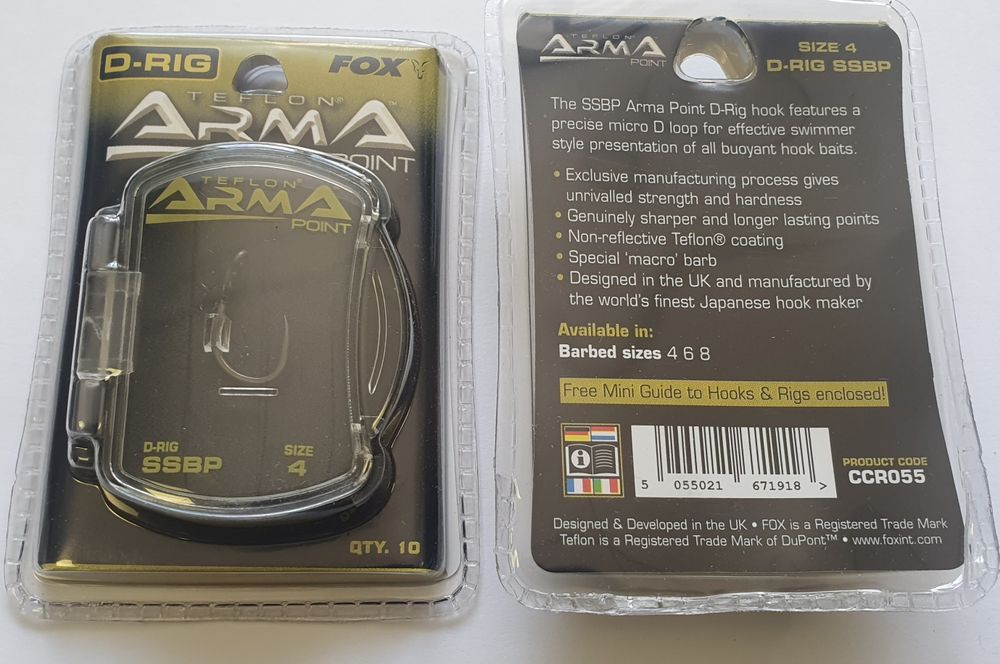 D-RIG
FOX
TEFLON®
ARMA™
POINT
TEFLON®
ARMA
POINT
D-RIG
SSBP
SIZE
4
QTY. 10
TEFLON
ARMA
POINT
SIZE 4
D-RIG SSBP
The SSBP Arma Point D-Rig hook features a
precise micro D loop for effective swimmer
style presentation of all buoyant hook baits.
• Exclusive manufacturing process gives
unrivalled strength and hardness
• Genuinely sharper and longer lasting points
• Non-reflective Teflon® coating
• Special ‘macro’ barb
• Designed in the UK and manufactured by
the world's finest Japanese hook maker
Available in:
Barbed sizes 4 6 8
Free Mini Guide to Hooks & Rigs enclosed!
i
5 055021 671918 >
PRODUCT CODE
CCR055
Designed & Developed in the UK • FOX is a Registered Trade Mark
Teflon is a Registered Trade Mark of DuPont™ • www.foxint.com